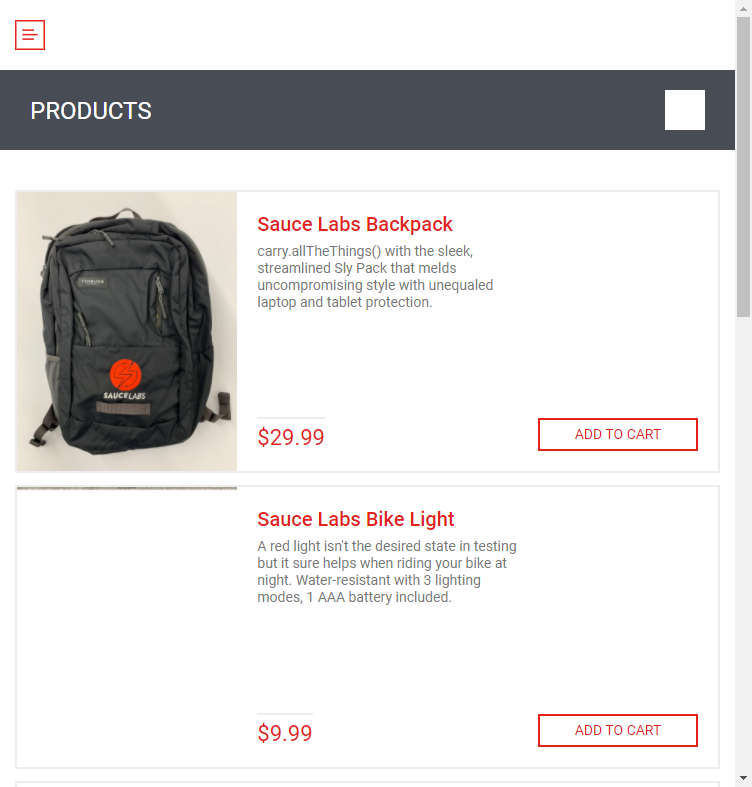 PRODUCTS
SAUCELABS
Sauce Labs Backpack
carry.allTheThings() with the sleek,
streamlined Sly Pack that melds
uncompromising style with unequaled
laptop and tablet protection.
$29.99
ADD TO CART
Sauce Labs Bike Light
A red light isn't the desired state in testing
but it sure helps when riding your bike at
night. Water-resistant with 3 lighting
modes, 1 AAA battery included.
$9.99
ADD TO CART